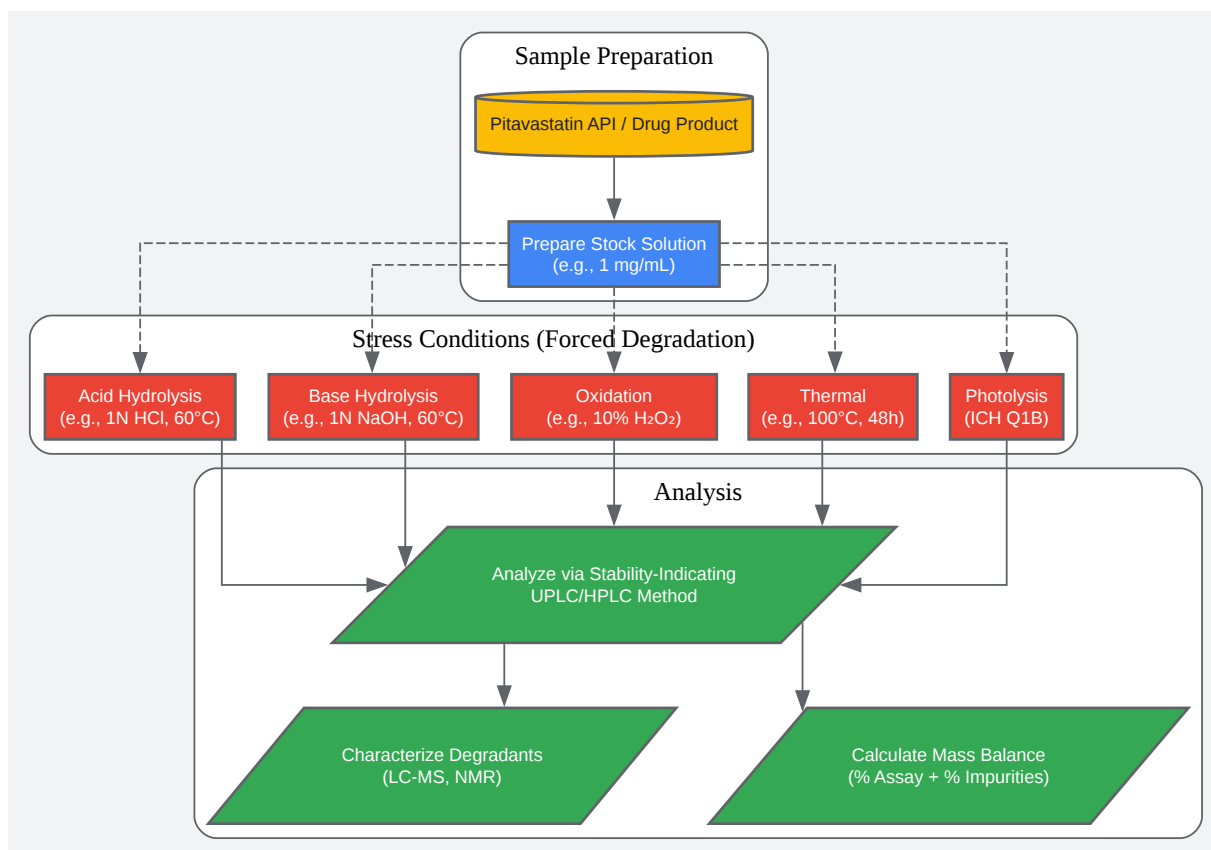 Sample Preparation
Pitavastatin API / Drug Product
Prepare Stock Solution
(e.g., 1 mg/mL)
Stress Conditions (Forced Degradation)
Acid Hydrolysis
(e.g., 1N HCl, 60°C)
Base Hydrolysis
(e.g., 1N NaOH, 60°C)
Oxidation
(e.g., 10% H₂O₂)
Thermal
(e.g., 100°C, 48h)
Photolysis
(ICH Q1B)
Analysis
Analyze via Stability-Indicating
UPLC/HPLC Method
Characterize Degradants
(LC-MS, NMR)
Calculate Mass Balance
(% Assay + % Impurities)